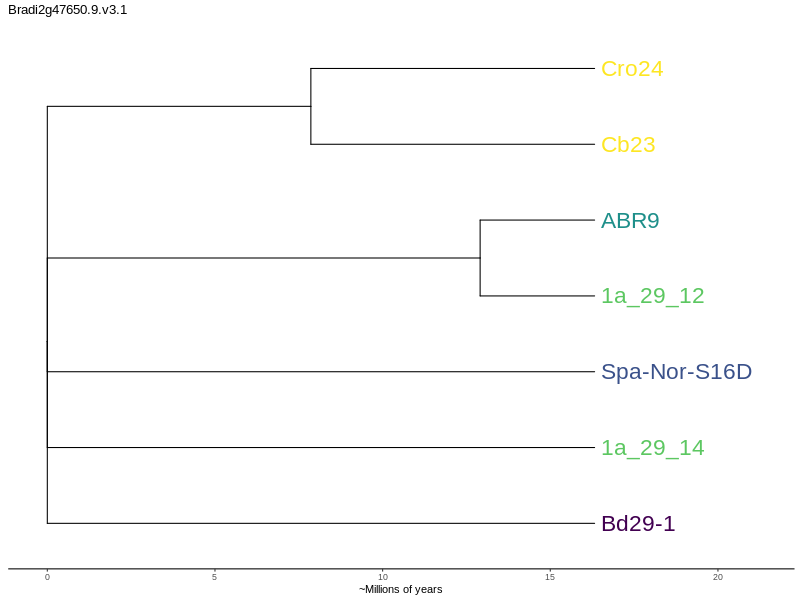 Bradi2g47650.9.v3.1
Cro24
Cb23
ABR9
1a_29_12
Spa-Nor-S16D
1a_29_14
Bd29-1
0 5 10 15 20
~Millions of years